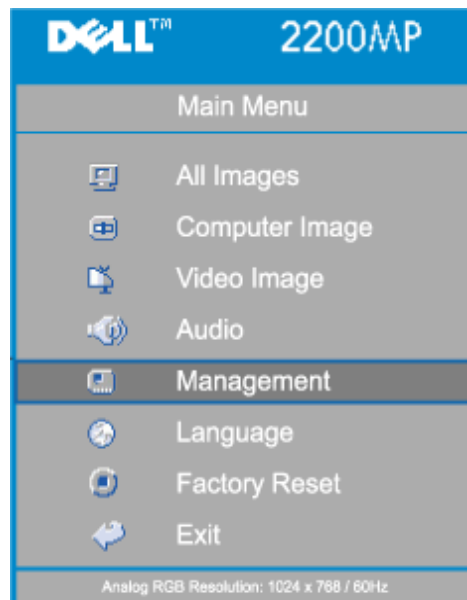 DELL™ 2200MP
Main Menu
All Images
Computer Image
Video Image
Audio
Management
Language
Factory Reset
Exit
Analog RGB Resolution: 1024 x 768 / 60Hz